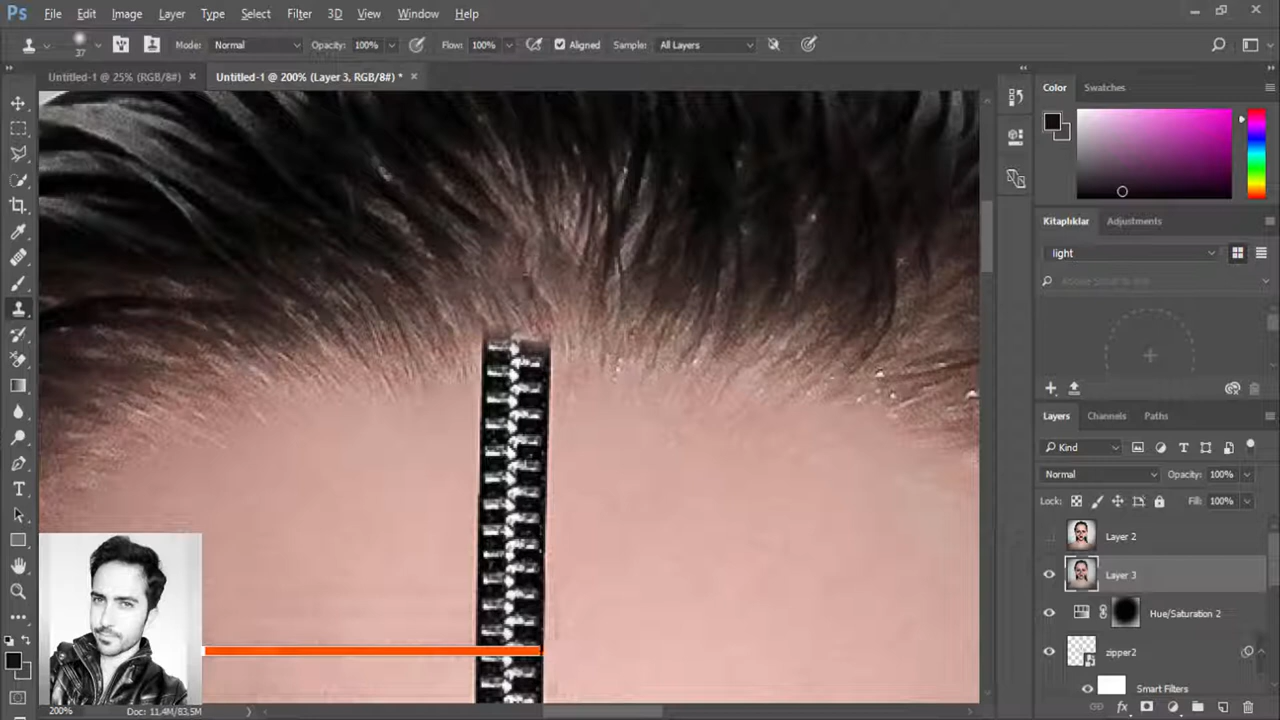 Ps File Edit Image Layer Type Select Filter 3D View Window Help
37 Mode: Normal Opacity: 100% Flow: 100% Aligned Sample: All Layers
Untitled-1 @ 25% (RGB/8#) × Untitled-1 @ 200% (Layer 3, RGB/8#) * ×
Color Swatches
Kitaplıklar Adjustments
light
Layers Channels Paths
Kind
Normal Opacity: 100%
Lock: Fill: 100%
Layer 2
Layer 3
Hue/Saturation 2
zipper2
Smart Filters
200% Doc: 11.4M/83.5M